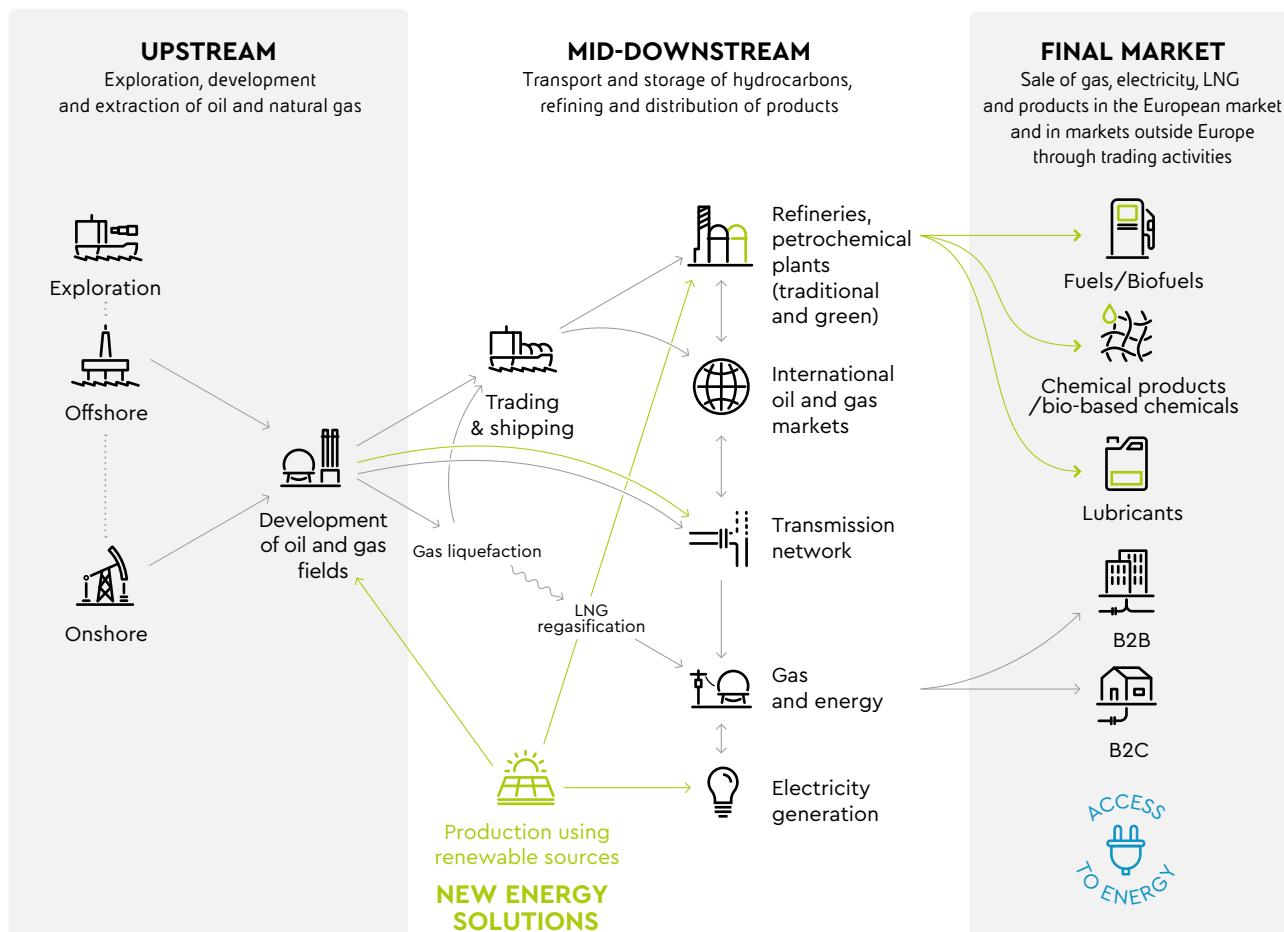 UPSTREAM
Exploration, development
and extraction of oil and natural gas
MID-DOWNSTREAM
Transport and storage of hydrocarbons,
refining and distribution of products
FINAL MARKET
Sale of gas, electricity, LNG
and products in the European market
and in markets outside Europe
through trading activities
Exploration
Offshore
Onshore
Development
of oil and gas
fields
Trading
& shipping
Gas liquefaction
LNG
regasification
Production using
renewable sources
NEW ENERGY
SOLUTIONS
Refineries,
petrochemical
plants
(traditional
and green)
International
oil and gas
markets
Transmission
network
Gas
and energy
Electricity
generation
Fuels/Biofuels
Chemical products
/bio-based chemicals
Lubricants
B2B
B2C
ACCESS
TO ENERGY